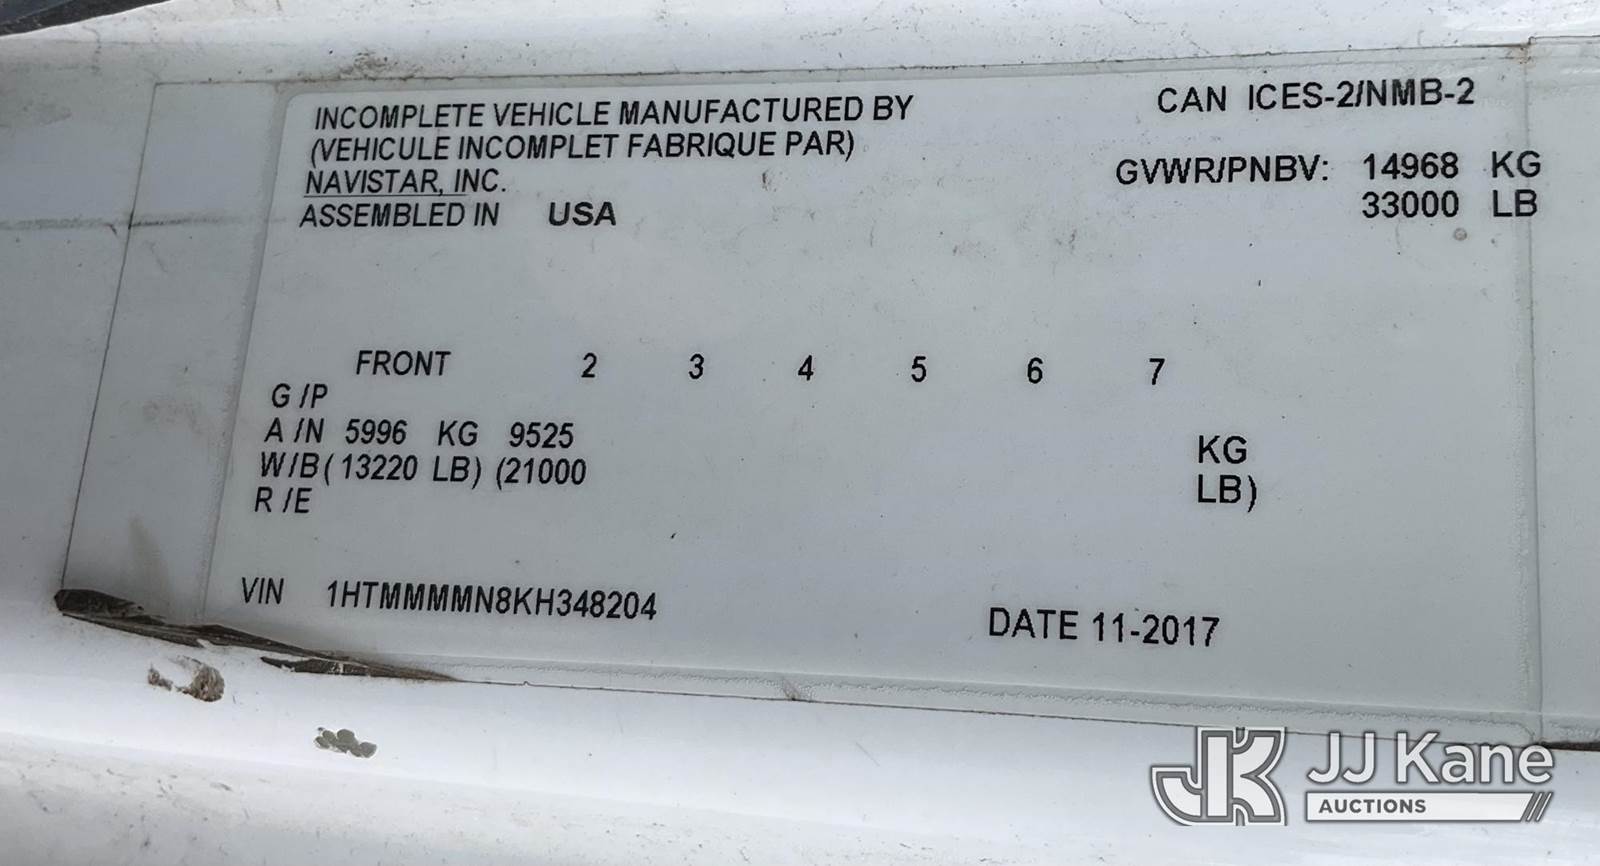 INCOMPLETE VEHICLE MANUFACTURED BY
(VEHICULE INCOMPLET FABRIQUE PAR)
NAVISTAR, INC.
ASSEMBLED IN USA
CAN ICES-2/NMB-2
GVWR/PNBV: 14968 KG
33000 LB
FRONT 2 3 4 5 6 7
G /P
A /N 5996 KG 9525 KG
W/B ( 13220 LB) (21000 LB)
R /E
VIN 1HTMMMMN8KH348204
DATE 11-2017
JK
JJ Kane
AUCTIONS